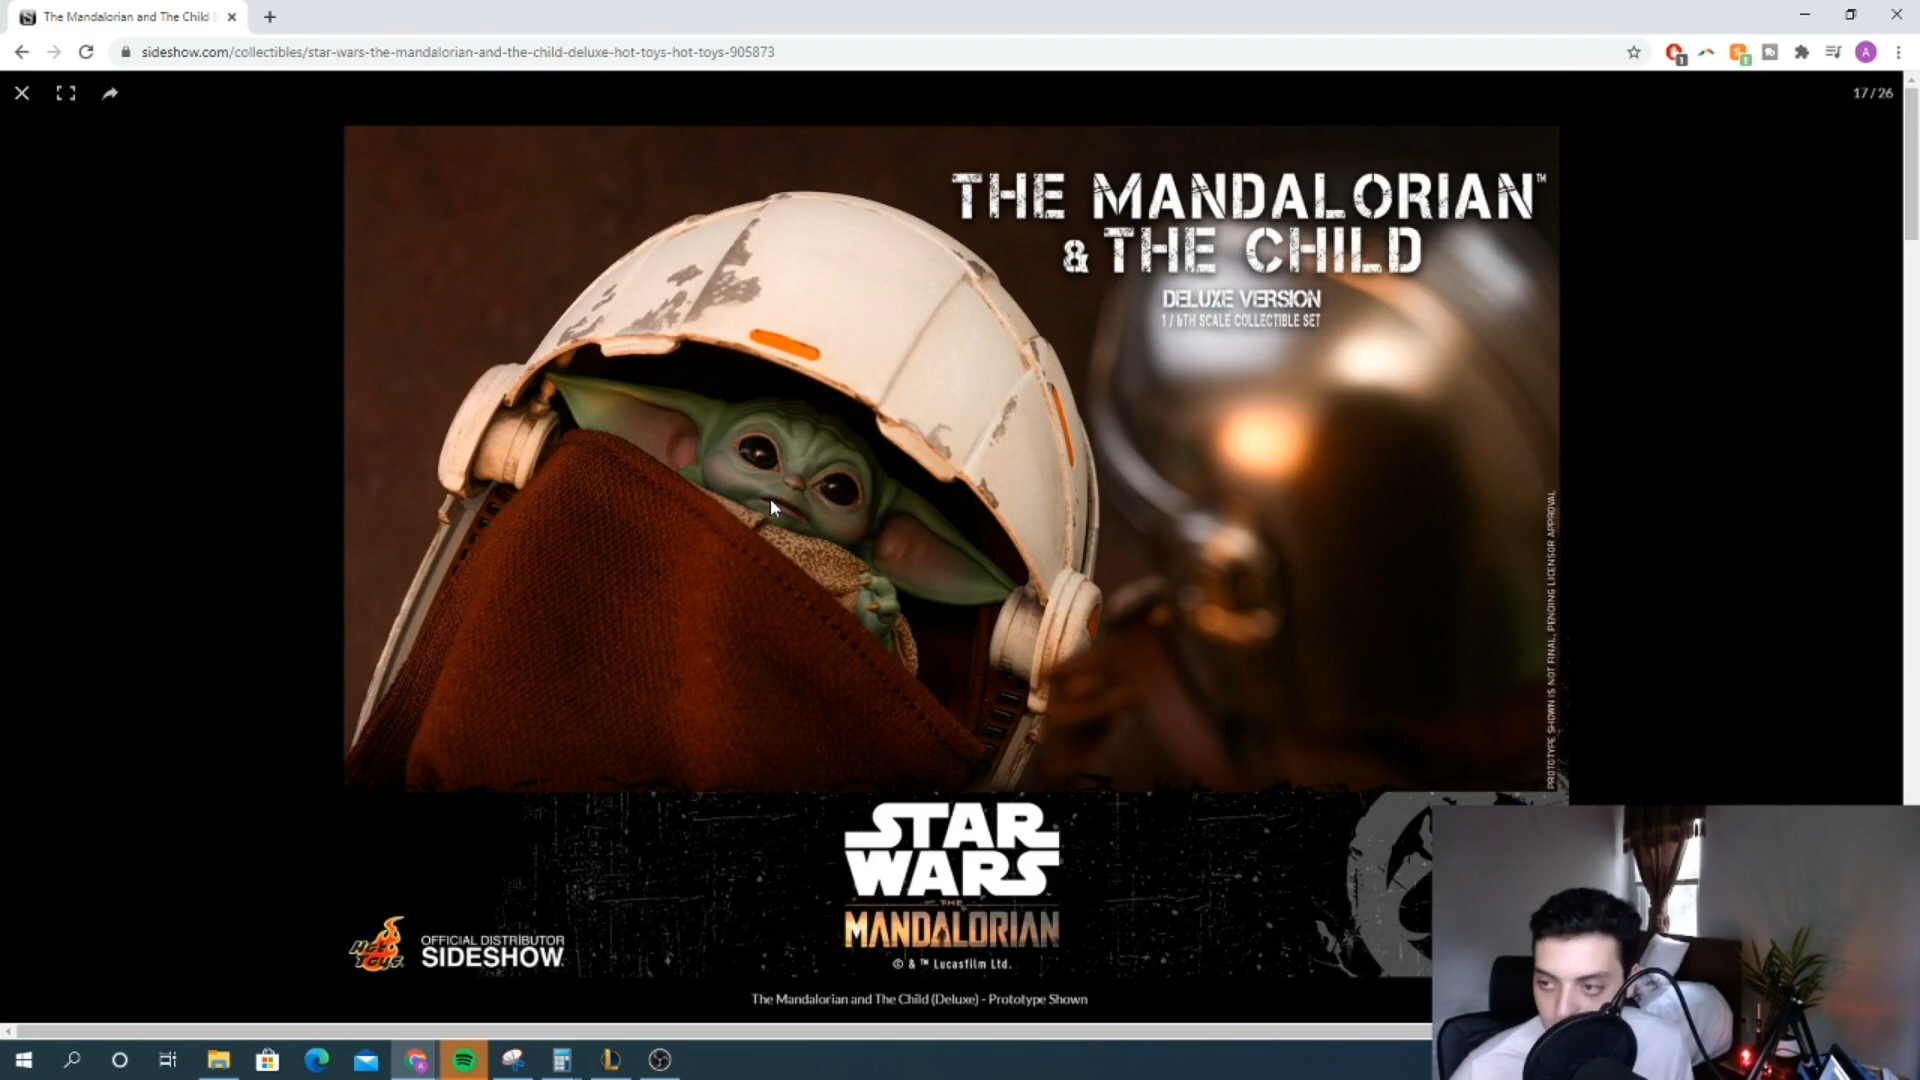 The Mandalorian and The Child
sideshow.com/collectibles/star-wars-the-mandalorian-and-the-child-deluxe-hot-toys-hot-toys-905873
A
17 / 26
THE MANDALORIAN™
& THE CHILD
DELUXE VERSION
1 / 6TH SCALE COLLECTIBLE SET
PROTOTYPE SHOWN IS NOT FINAL, PENDING LICENSOR APPROVAL
STAR
WARS
THE
MANDALORIAN
© & ™ Lucasfilm Ltd.
Hot Toys
OFFICIAL DISTRIBUTOR
SIDESHOW
The Mandalorian and The Child (Deluxe) - Prototype Shown